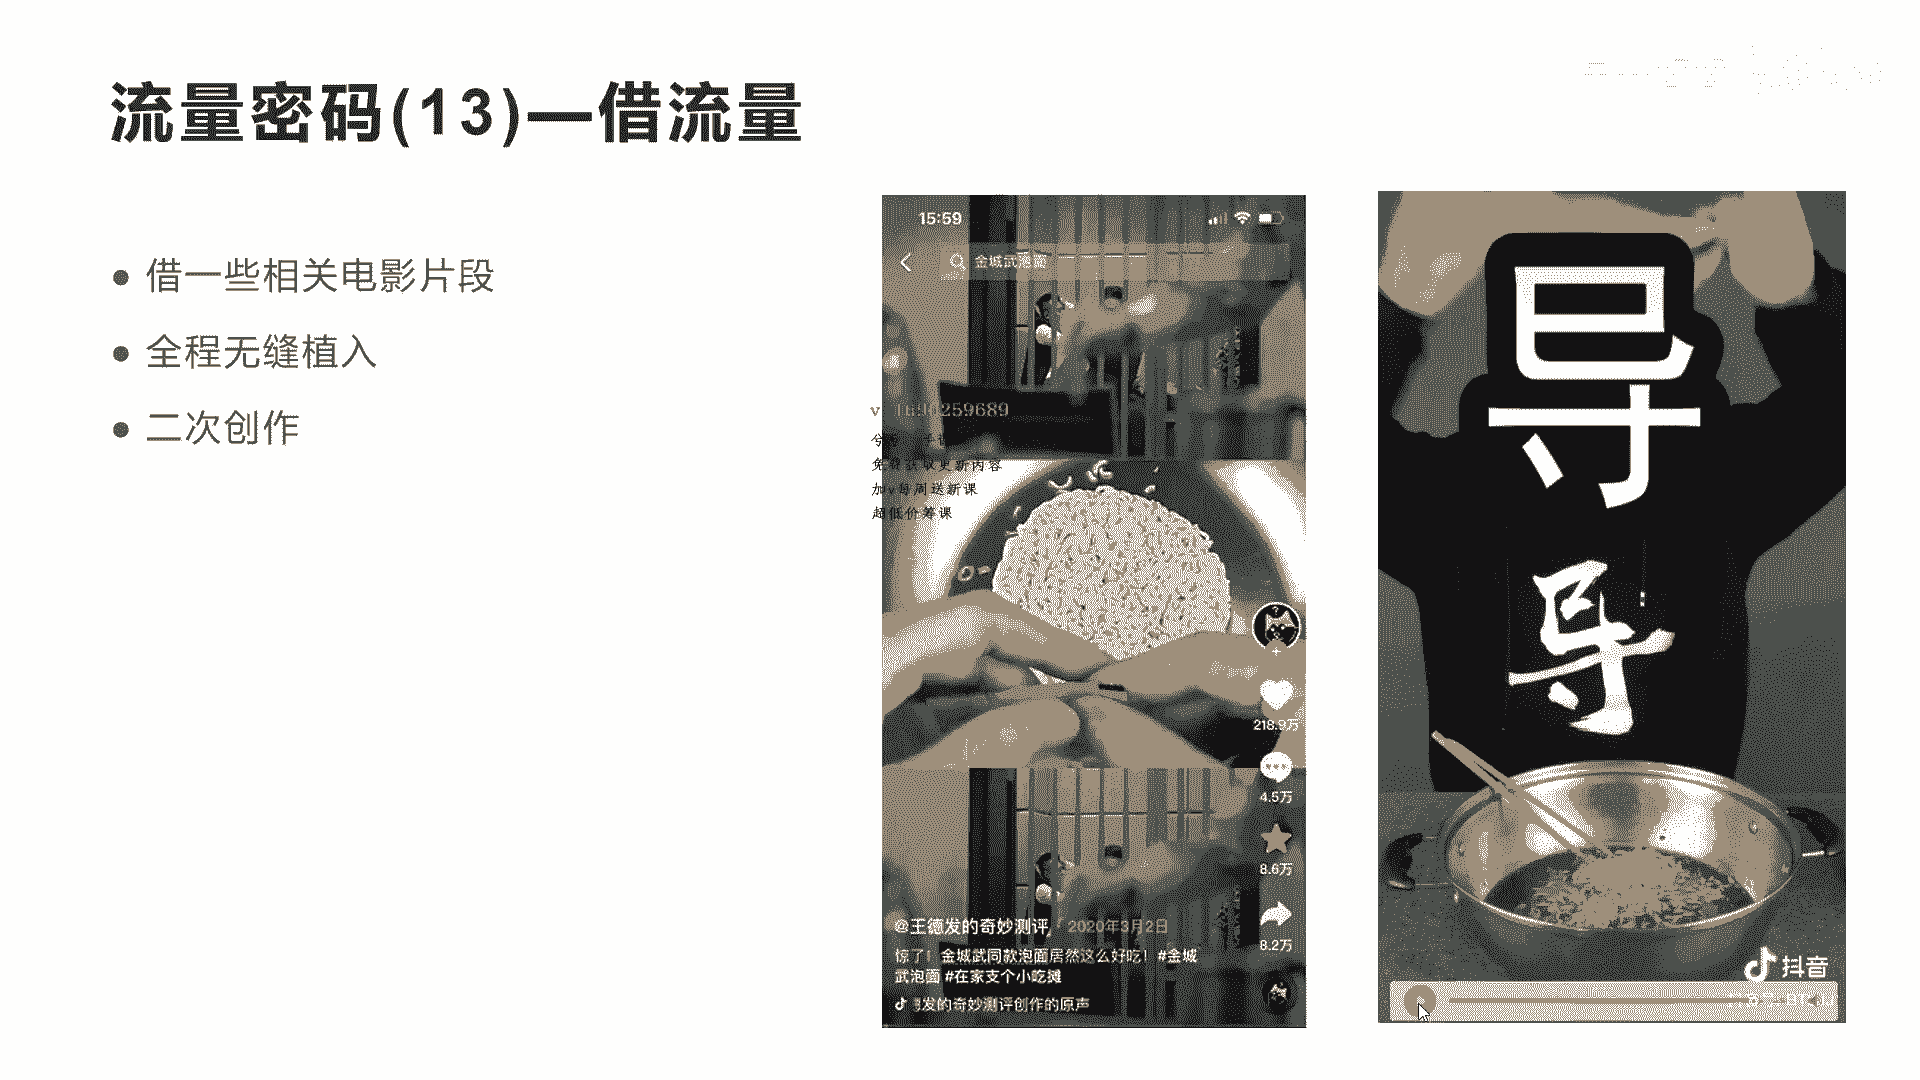 流量密码(13)—借流量
● 借一些相关电影片段
● 全程无缝植入
● 二次创作
15:59
金城武泡面
免费获取更新内容
加v每周送新课
超低价筹课
218.9万
4.5万
8.6万
8.2万
@王德发的奇妙测评
2020年3月2日
惊了！金城武同款泡面居然这么好吃！#金城
武泡面 #在家支个小吃摊
发的奇妙测评创作的原声
导
导
抖音